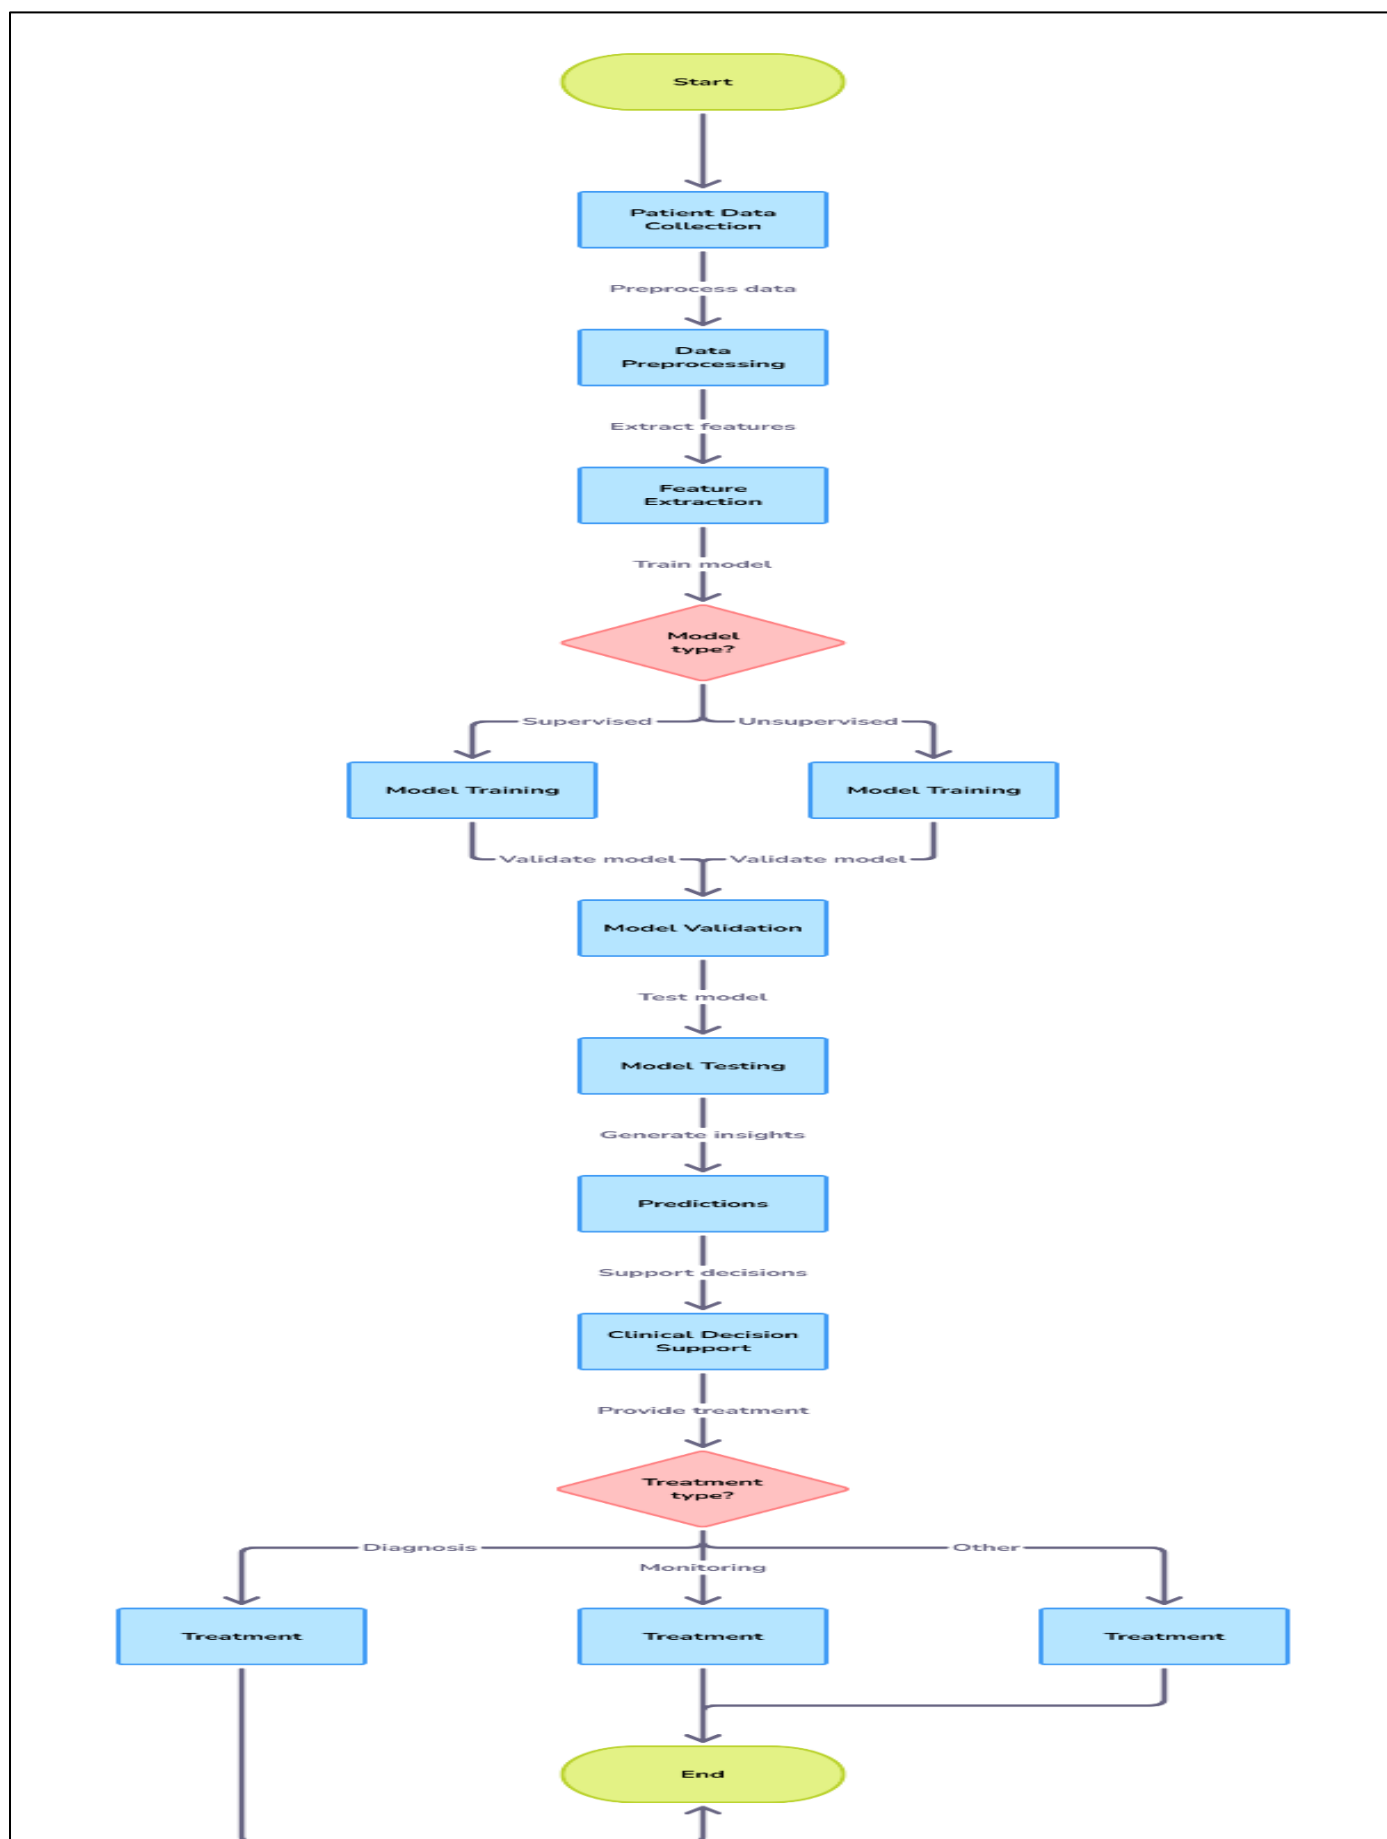 Start
Patient Data
Collection
Preprocess data
Data
Preprocessing
Extract features
Feature
Extraction
Train model
Model
type?
Supervised
Unsupervised
Model Training
Model Training
Validate model
Validate model
Model Validation
Test model
Model Testing
Generate insights
Predictions
Support decisions
Clinical Decision
Support
Provide treatment
Treatment
type?
Diagnosis
Monitoring
Other
Treatment
Treatment
Treatment
End